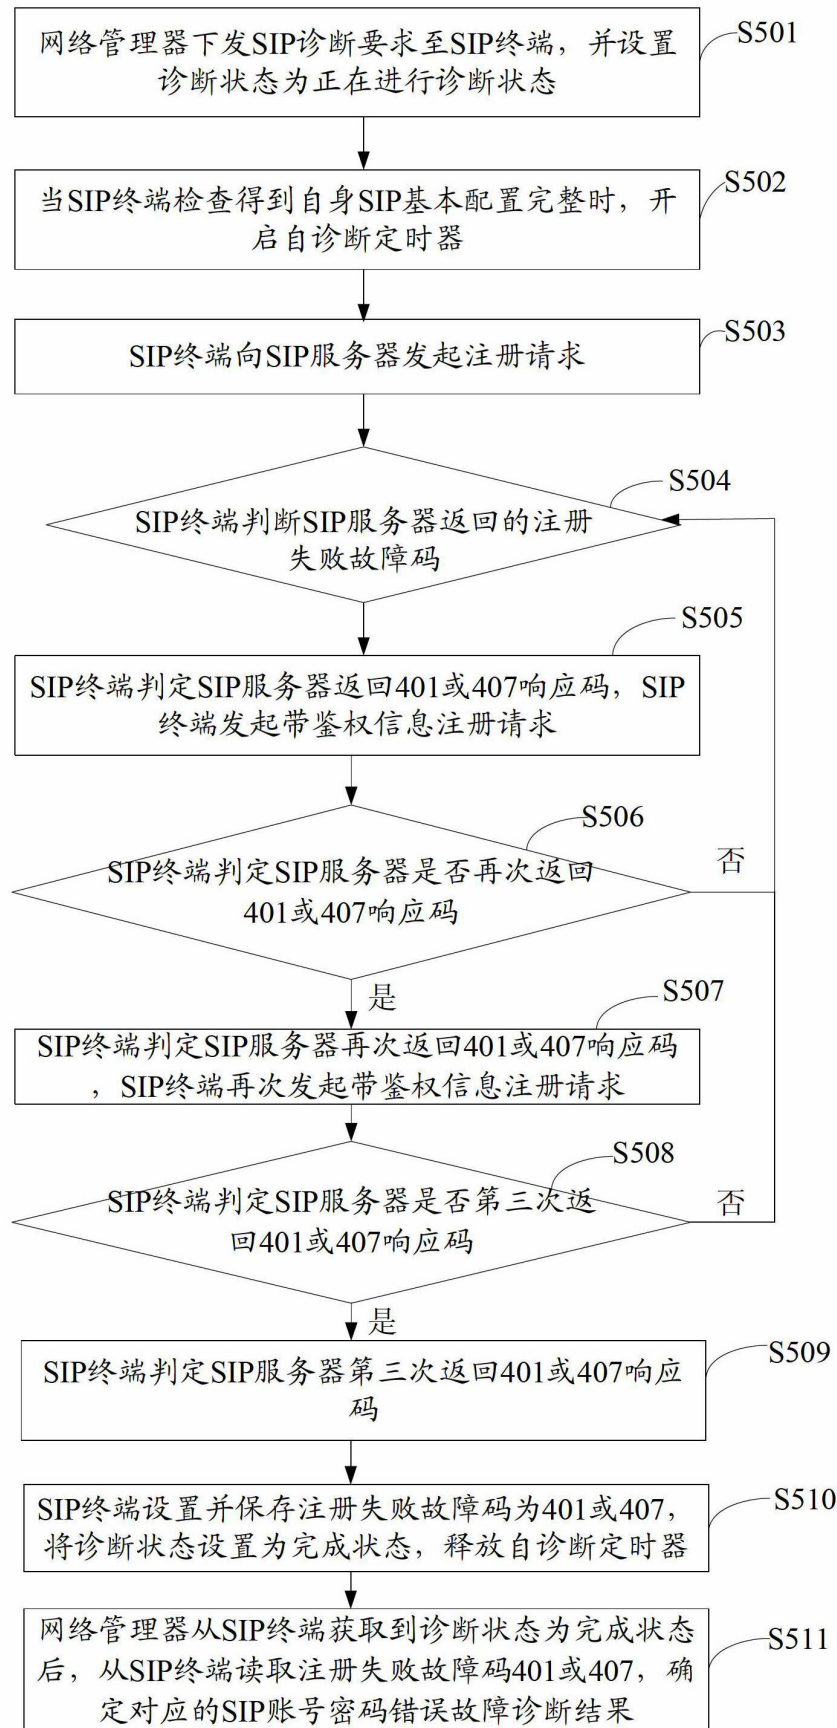 网络管理器下发SIP诊断要求至SIP终端，并设置
诊断状态为正在进行诊断状态
S501
当SIP终端检查得到自身SIP基本配置完整时，开
启自诊断定时器
S502
SIP终端向SIP服务器发起注册请求
S503
SIP终端判断SIP服务器返回的注册
失败故障码
S504
SIP终端判定SIP服务器返回401或407响应码，SIP
终端发起带鉴权信息注册请求
S505
SIP终端判定SIP服务器是否再次返回
401或407响应码
S506
否
是
SIP终端判定SIP服务器再次返回401或407响应码
，SIP终端再次发起带鉴权信息注册请求
S507
SIP终端判定SIP服务器是否第三次返
回401或407响应码
S508
否
是
SIP终端判定SIP服务器第三次返回401或407响应
码
S509
SIP终端设置并保存注册失败故障码为401或407，
将诊断状态设置为完成状态，释放自诊断定时器
S510
网络管理器从SIP终端获取到诊断状态为完成状态
后，从SIP终端读取注册失败故障码401或407，确
定对应的SIP账号密码错误故障诊断结果
S511